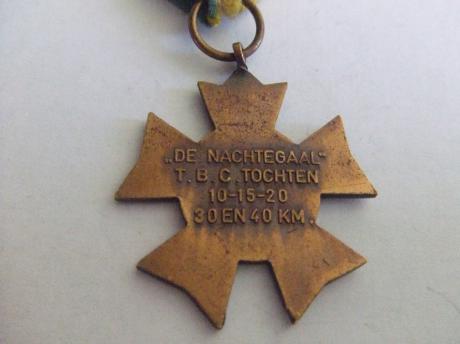 „DE NACHTEGAAL"
T.B.C. TOCHTEN
10-15-20
30 EN 40 KM.